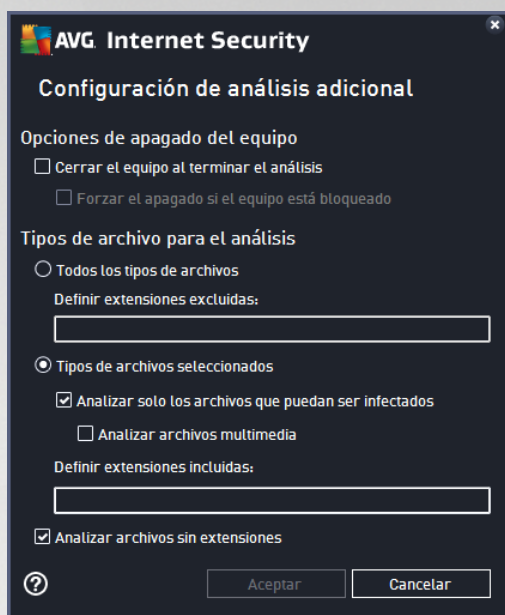 AVG Internet Security
Configuración de análisis adicional
Opciones de apagado del equipo
Cerrar el equipo al terminar el análisis
Forzar el apagado si el equipo está bloqueado
Tipos de archivo para el análisis
Todos los tipos de archivos
Definir extensiones excluidas:
Tipos de archivos seleccionados
Analizar solo los archivos que puedan ser infectados
Analizar archivos multimedia
Definir extensiones incluidas:
Analizar archivos sin extensiones
? Aceptar Cancelar